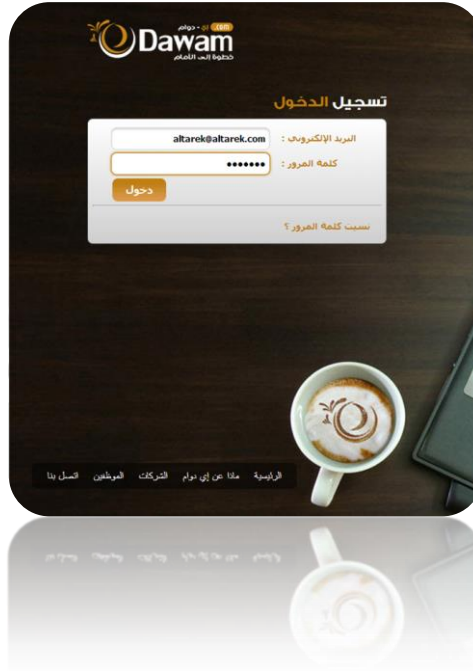 إي - دوام .com
Dawam
خطوة إلى الأمام
تسجيل الدخول
البريد الإلكتروني :
altarek@altarek.com
كلمة المرور :
•••••••
دخول
نسيت كلمة المرور ؟
الرئيسية ماذا عن إي دوام الشركات الموظفين اتصل بنا